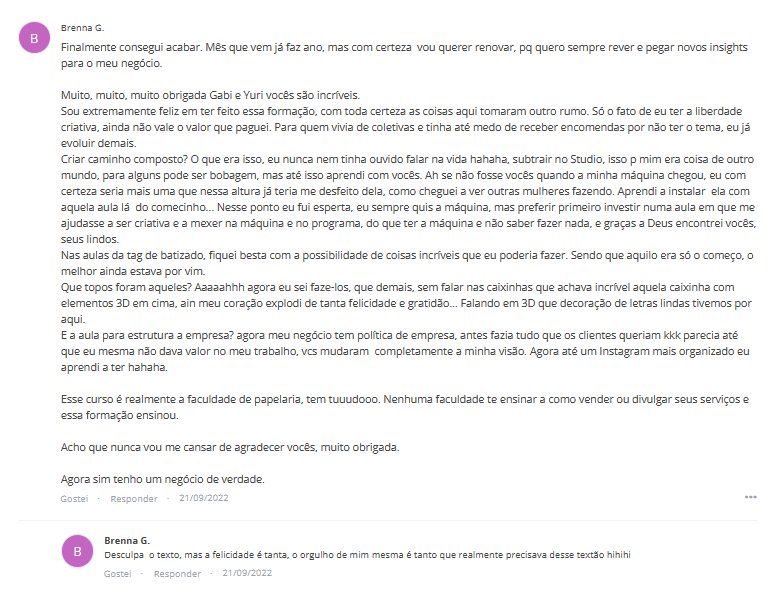 B
Brenna G.
Finalmente consegui acabar. Mês que vem já faz ano, mas com certeza vou querer renovar, pq quero sempre rever e pegar novos insights
para o meu negócio.
Muito, muito, muito obrigada Gabi e Yuri vocês são incríveis.
Sou extremamente feliz em ter feito essa formação, com toda certeza as coisas aqui tomaram outro rumo. Só o fato de eu ter a liberdade
criativa, ainda não vale o valor que paguei. Para quem vivia de coletivas e tinha até medo de receber encomendas por não ter o tema, eu já
evoluir demais.
Criar caminho composto? O que era isso, eu nunca nem tinha ouvido falar na vida hahaha, subtrair no Studio, isso p mim era coisa de outro
mundo, para alguns pode ser bobagem, mas até isso aprendi com vocês. Ah se não fosse vocês quando a minha máquina chegou, eu com
certeza seria mais uma que nessa altura já teria me desfeito dela, como cheguei a ver outras mulheres fazendo. Aprendi a instalar ela com
aquela aula lá do comecinho... Nesse ponto eu fui esperta, eu sempre quis a máquina, mas preferir primeiro investir numa aula em que me
ajudasse a ser criativa e a mexer na máquina e no programa, do que ter a máquina e não saber fazer nada, e graças a Deus encontrei vocês,
seus lindos.
Nas aulas da tag de batizado, fiquei besta com a possibilidade de coisas incríveis que eu poderia fazer. Sendo que aquilo era só o começo, o
melhor ainda estava por vim.
Que topos foram aqueles? Aaaaahhh agora eu sei faze-los, que demais, sem falar nas caixinhas que achava incrível aquela caixinha com
elementos 3D em cima, ain meu coração explodi de tanta felicidade e gratidão... Falando em 3D que decoração de letras lindas tivemos por
aqui.
E a aula para estrutura a empresa? agora meu negócio tem política de empresa, antes fazia tudo que os clientes queriam kkk parecia até
que eu mesma não dava valor no meu trabalho, vcs mudaram completamente a minha visão. Agora até um Instagram mais organizado eu
aprendi a ter hahaha.
Esse curso é realmente a faculdade de papelaria, tem tuuudooo. Nenhuma faculdade te ensinar a como vender ou divulgar seus serviços e
essa formação ensinou.
Acho que nunca vou me cansar de agradecer vocês, muito obrigada.
Agora sim tenho um negócio de verdade.
Gostei · Responder · 21/09/2022
B
Brenna G.
Desculpa o texto, mas a felicidade é tanta, o orgulho de mim mesma é tanto que realmente precisava desse textão hihihi
Gostei · Responder · 21/09/2022